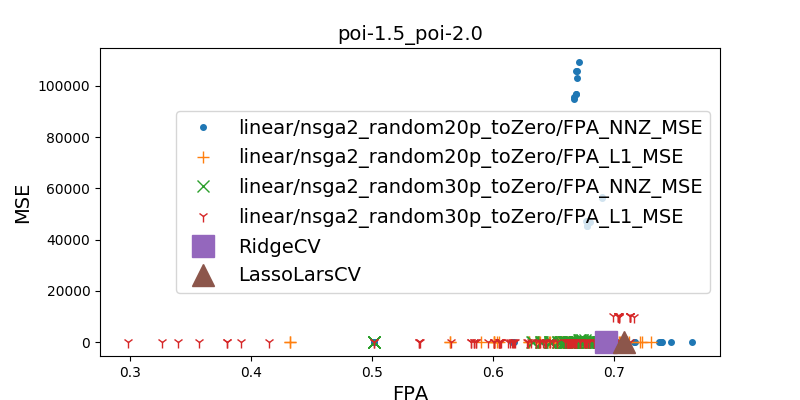 poi-1.5_poi-2.0
100000
80000
60000
40000
20000
0
MSE
linear/nsga2_random20p_toZero/FPA_NNZ_MSE
linear/nsga2_random20p_toZero/FPA_L1_MSE
linear/nsga2_random30p_toZero/FPA_NNZ_MSE
linear/nsga2_random30p_toZero/FPA_L1_MSE
RidgeCV
LassoLarsCV
0.3 0.4 0.5 0.6 0.7
FPA